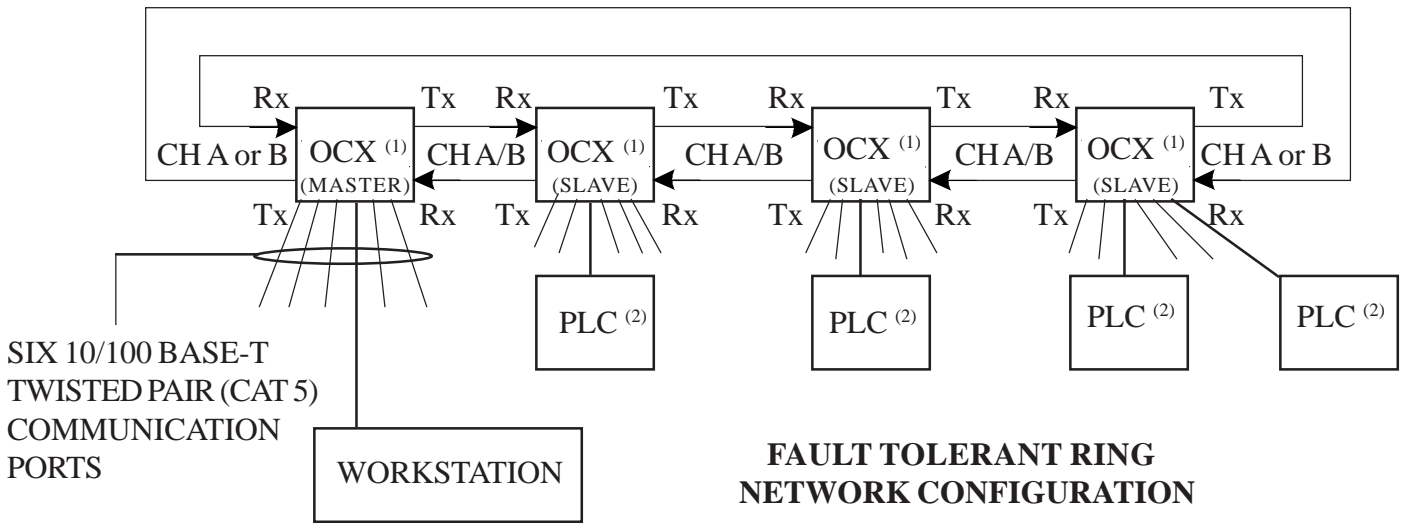 Rx Tx Rx Tx Rx Tx Rx Tx
CH A or B OCX (1) CH A/B OCX (1) CH A/B OCX (1) CH A/B OCX (1) CH A or B
(MASTER) (SLAVE) (SLAVE) (SLAVE)
Tx Rx Tx Rx Tx Rx Tx Rx
PLC (2) PLC (2) PLC (2) PLC (2)
SIX 10/100 BASE-T
TWISTED PAIR (CAT 5)
COMMUNICATION
PORTS
WORKSTATION
FAULT TOLERANT RING
NETWORK CONFIGURATION